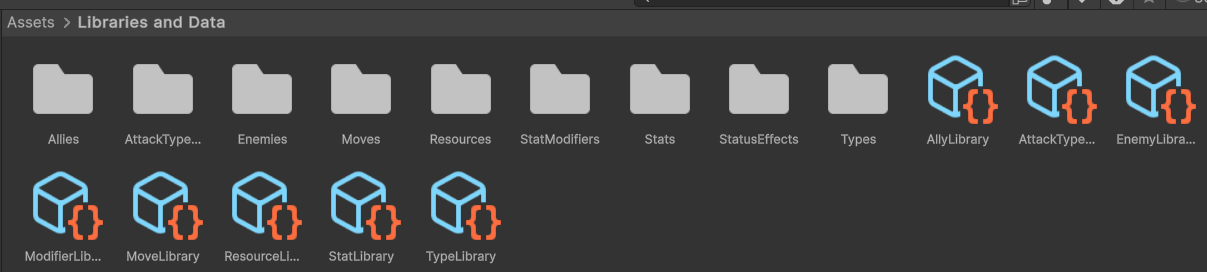 Assets > Libraries and Data
Allies AttackType... Enemies Moves Resources StatModifiers Stats StatusEffects Types AllyLibrary AttackType... EnemyLibra...
ModifierLib... MoveLibrary ResourceLi... StatLibrary TypeLibrary